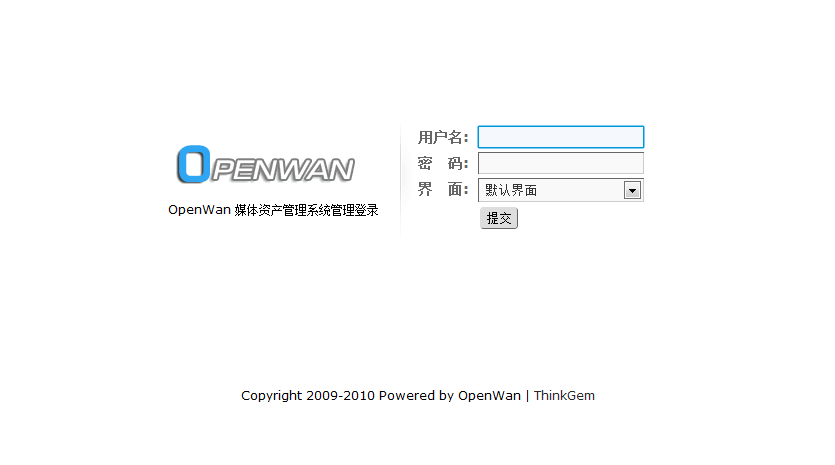 OPENWAN
OpenWan 媒体资产管理系统管理登录
用户名:
密 码:
界 面: 默认界面
提交
Copyright 2009-2010 Powered by OpenWan | ThinkGem